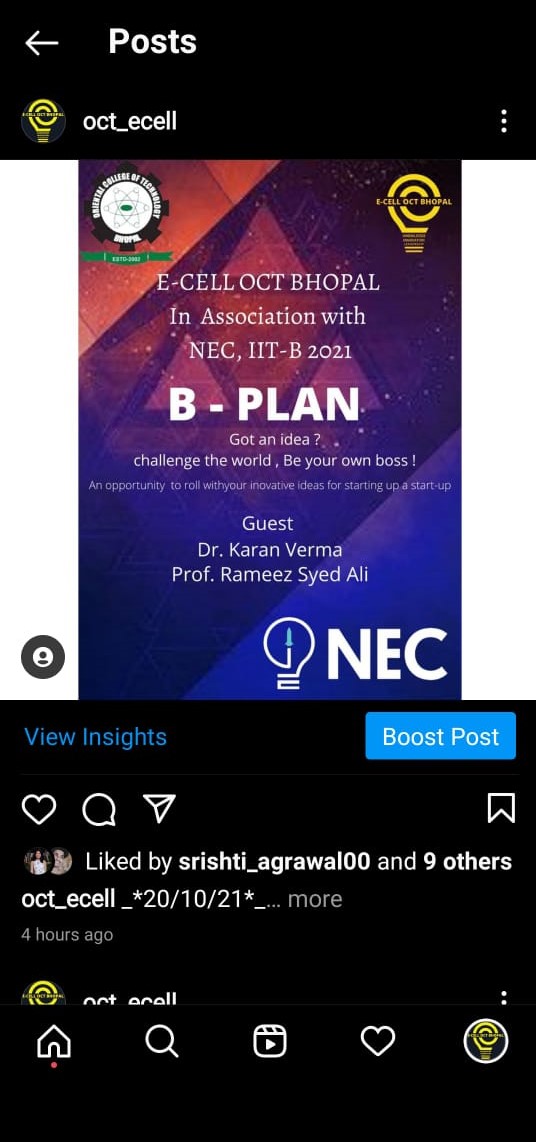 Posts
oct_ecell
ORIENTAL COLLEGE OF TECHNOLOGY
BHOPAL
ESTD-2002
E-CELL OCT BHOPAL
E-CELL OCT BHOPAL
In Association with
NEC, IIT-B 2021
B - PLAN
Got an idea ?
challenge the world , Be your own boss !
An opportunity to roll withyour inovative ideas for starting up a start-up
Guest
Dr. Karan Verma
Prof. Rameez Syed Ali
NEC
View Insights
Boost Post
Liked by srishti_agrawal00 and 9 others
oct_ecell _*20/10/21*_... more
4 hours ago
oct_ecell